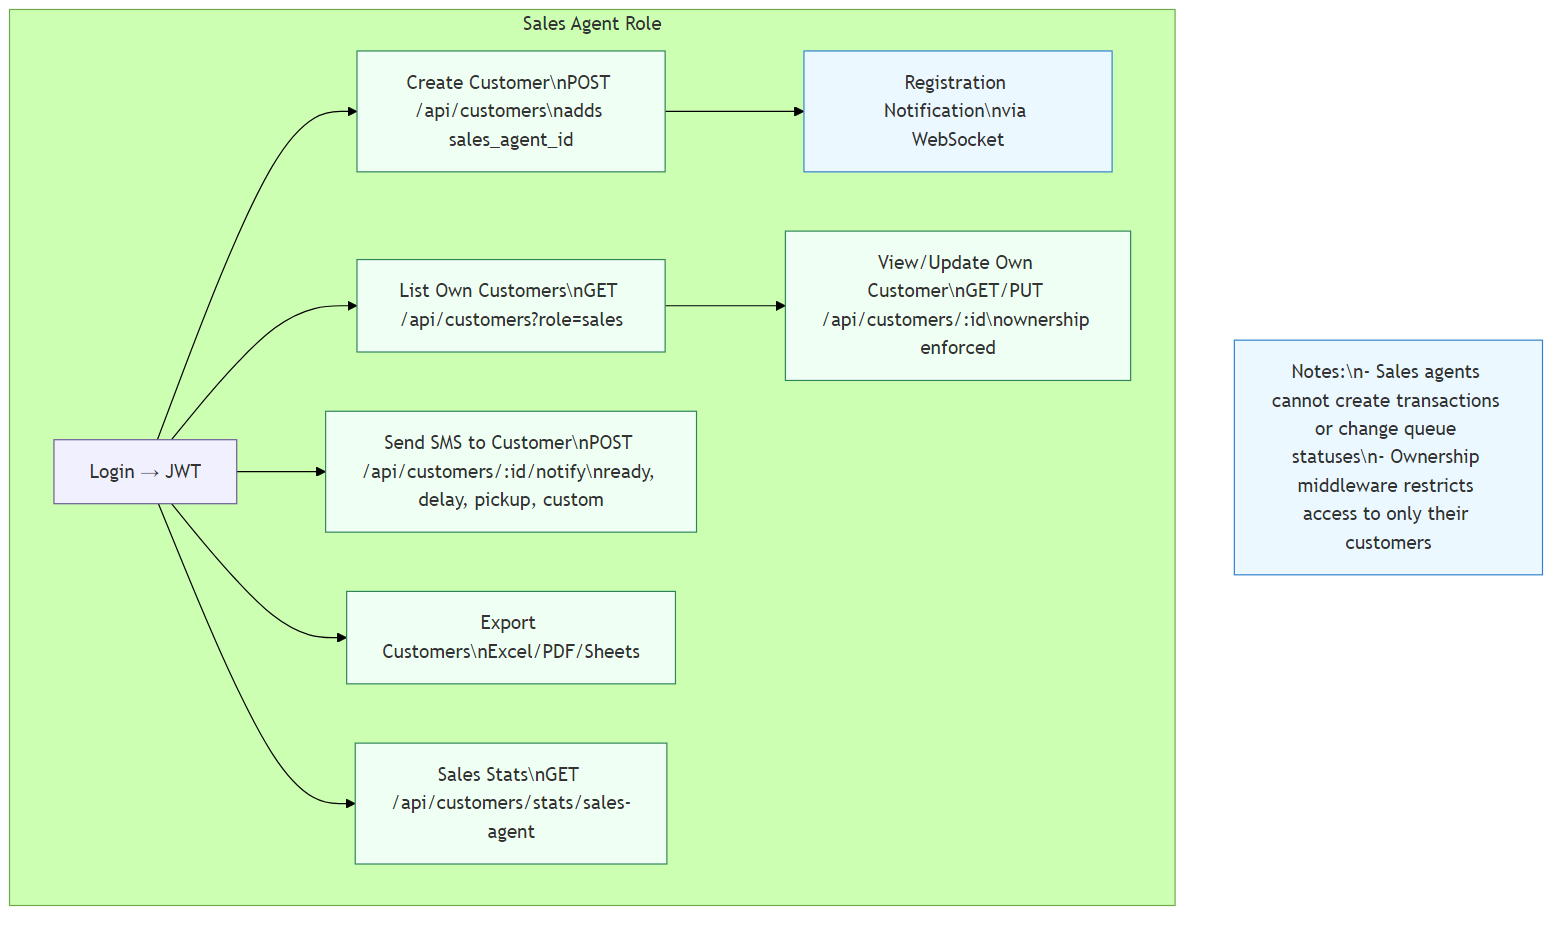 Sales Agent Role
Create Customer\nPOST
/api/customers\nadds
sales_agent_id
Registration
Notification\nvia
WebSocket
List Own Customers\nGET
/api/customers?role=sales
View/Update Own
Customer\nGET/PUT
/api/customers/:id\nownership
enforced
Login → JWT
Send SMS to Customer\nPOST
/api/customers/:id/notify\nready,
delay, pickup, custom
Export
Customers\nExcel/PDF/Sheets
Sales Stats\nGET
/api/customers/stats/sales-
agent
Notes:\n- Sales agents
cannot create transactions
or change queue
statuses\n- Ownership
middleware restricts
access to only their
customers